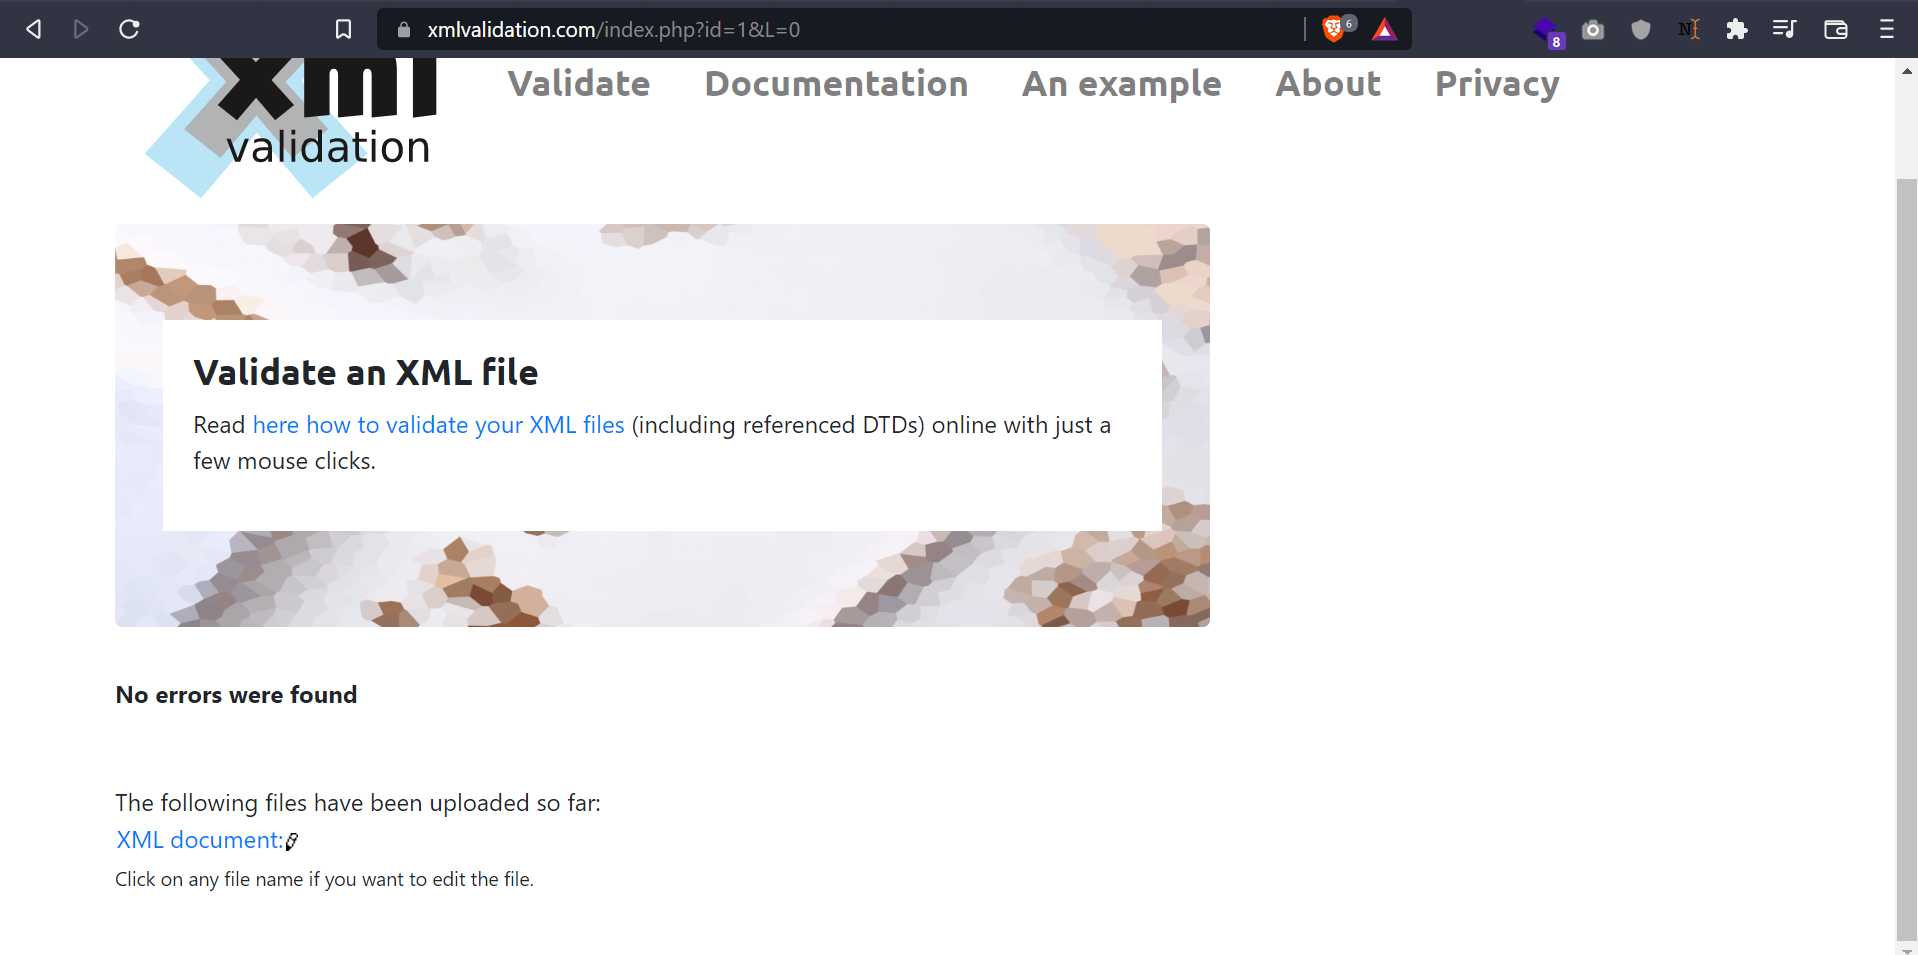 xmlvalidation.com/index.php?id=1&L=0
6
8
xml
validation
Validate
Documentation
An example
About
Privacy
Validate an XML file
Read here how to validate your XML files (including referenced DTDs) online with just a
few mouse clicks.
No errors were found
The following files have been uploaded so far:
XML document:
Click on any file name if you want to edit the file.